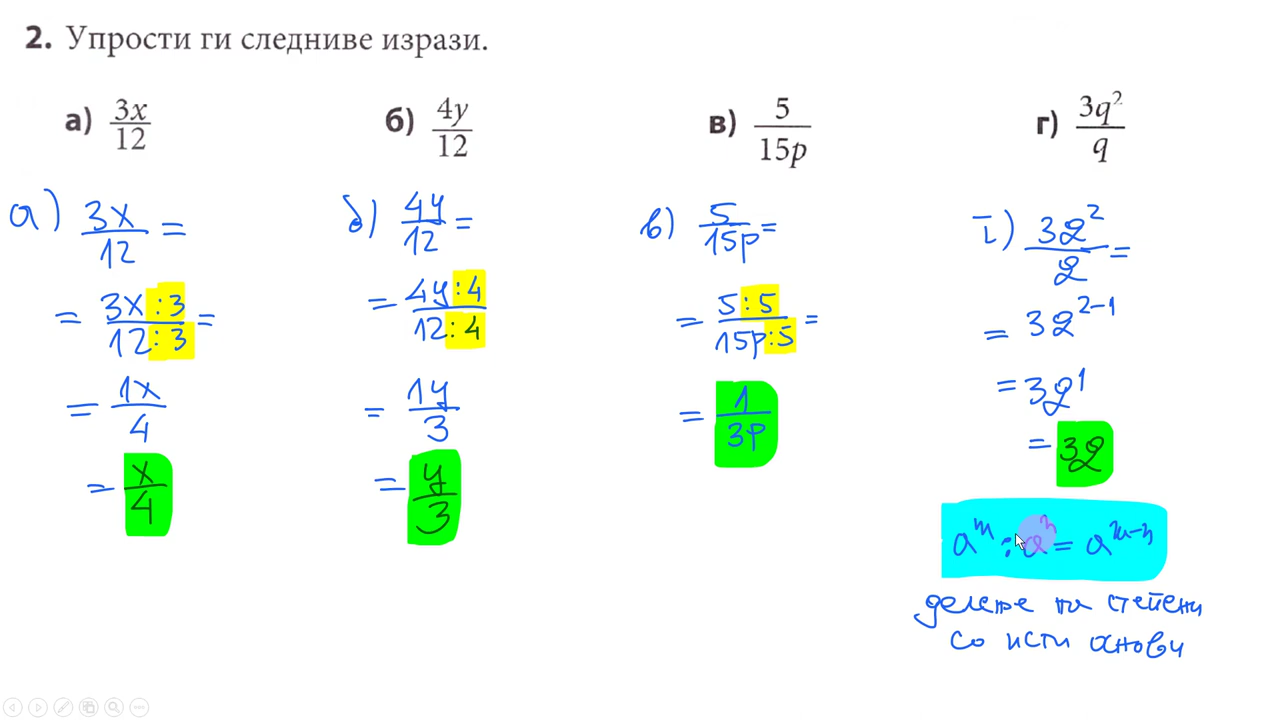 2. Упрости ги следниве изрази.
а) 3x/12
б) 4y/12
в) 5/15p
г) 3q²/q
а) 3x/12 =
= 3x:3/12:3 =
= 1x/4
= x/4
б) 4y/12 =
= 4y:4/12:4
= 1y/3
= y/3
в) 5/15p =
= 5:5/15p:5 =
= 1/3p
г) 3q²/q =
= 3q²⁻¹
= 3q¹
= 3q
aᵐ : aⁿ = aᵐ⁻ⁿ
делење на степени
со исти основи